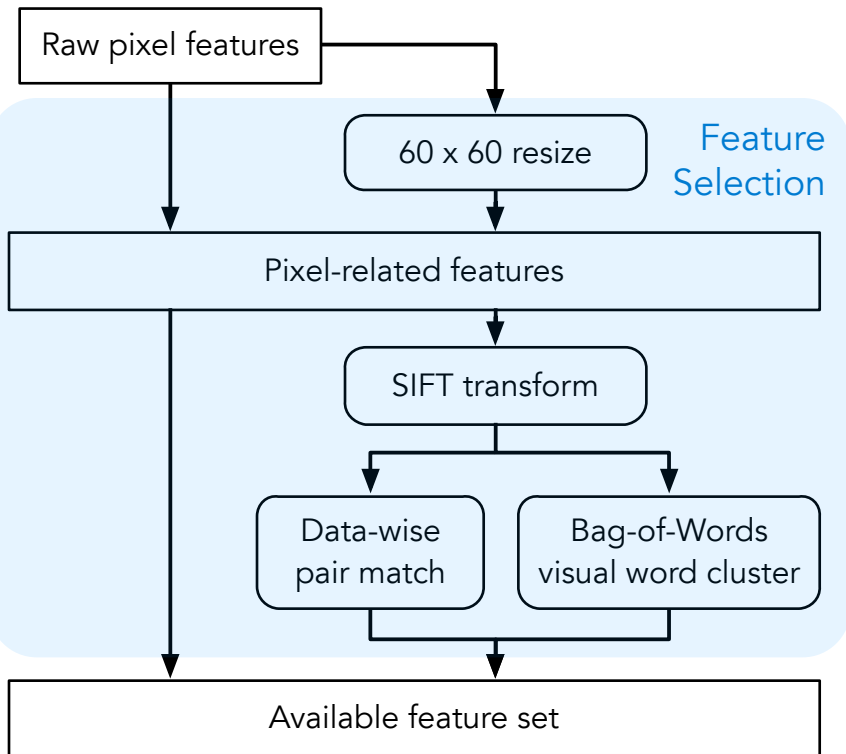 Raw pixel features
60 x 60 resize
Feature
Selection
Pixel-related features
SIFT transform
Data-wise
pair match
Bag-of-Words
visual word cluster
Available feature set